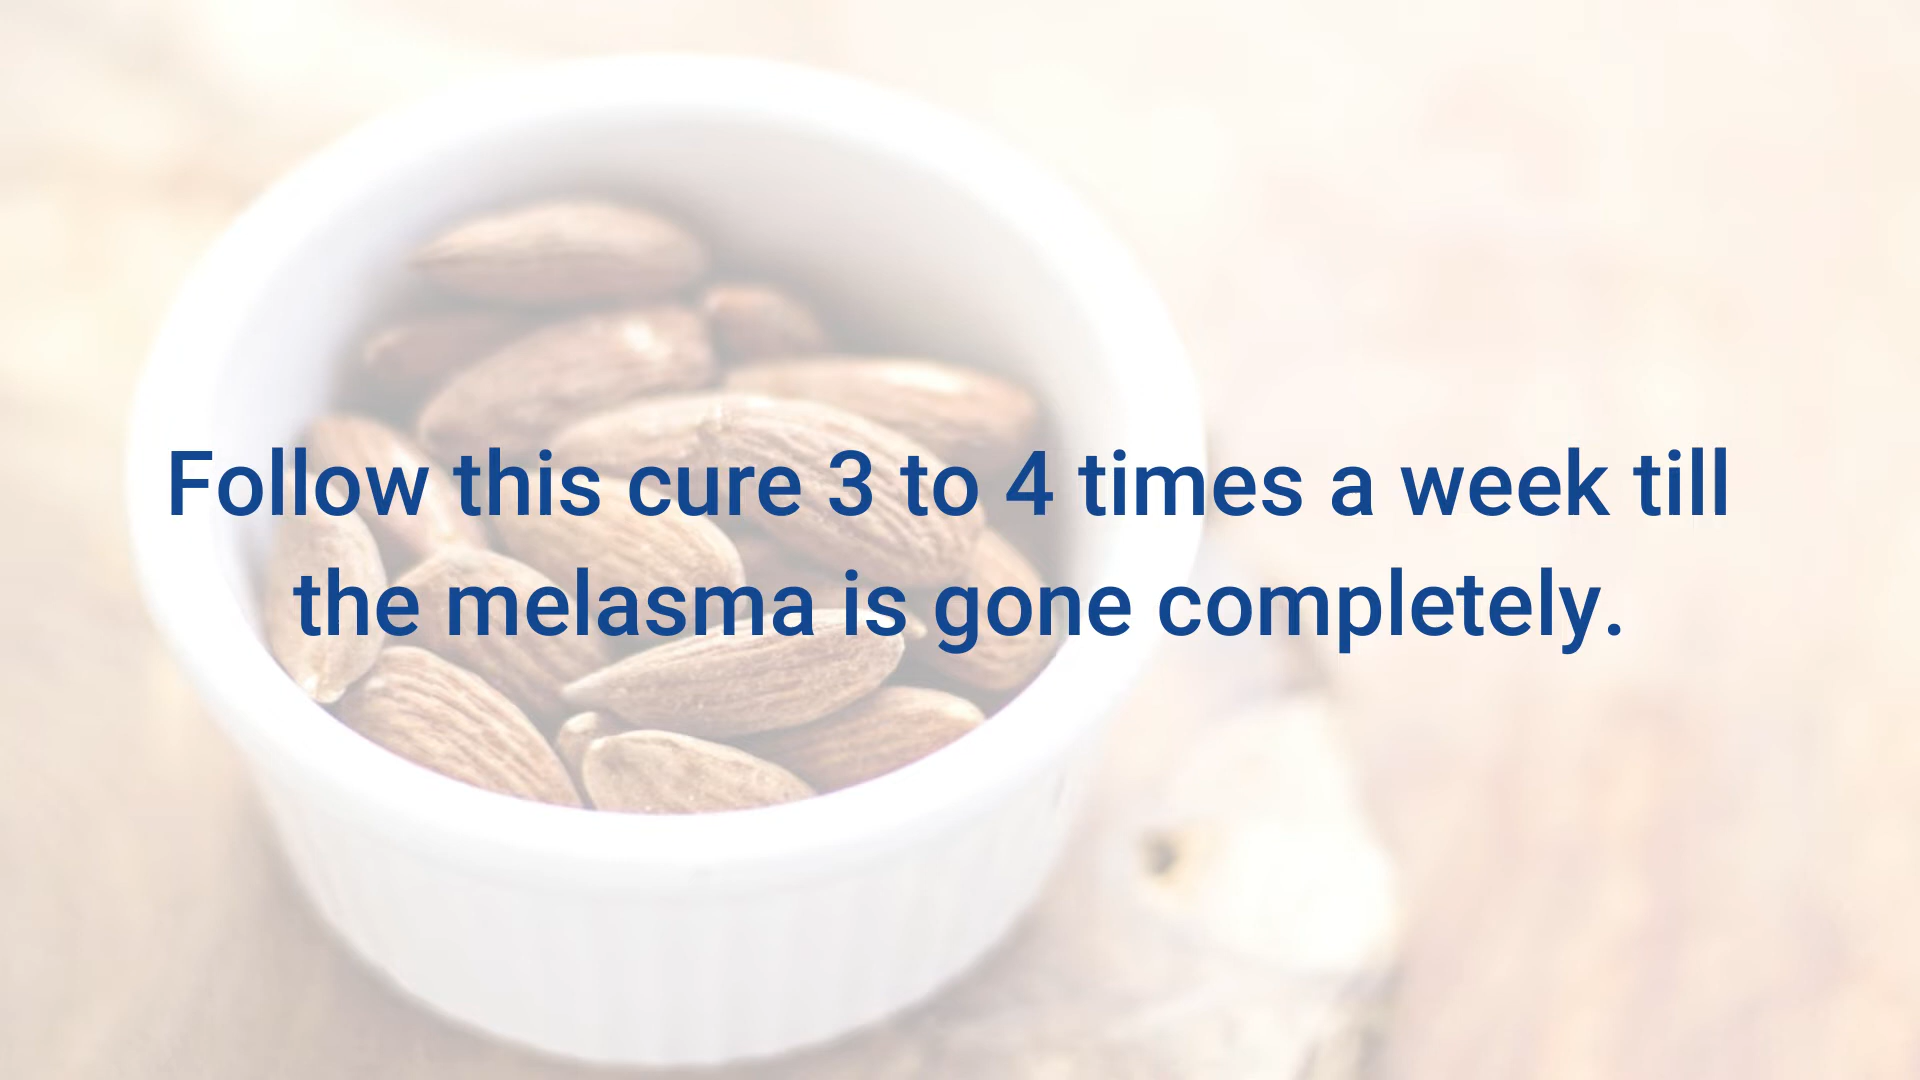 Follow this cure 3 to 4 times a week till
the melasma is gone completely.